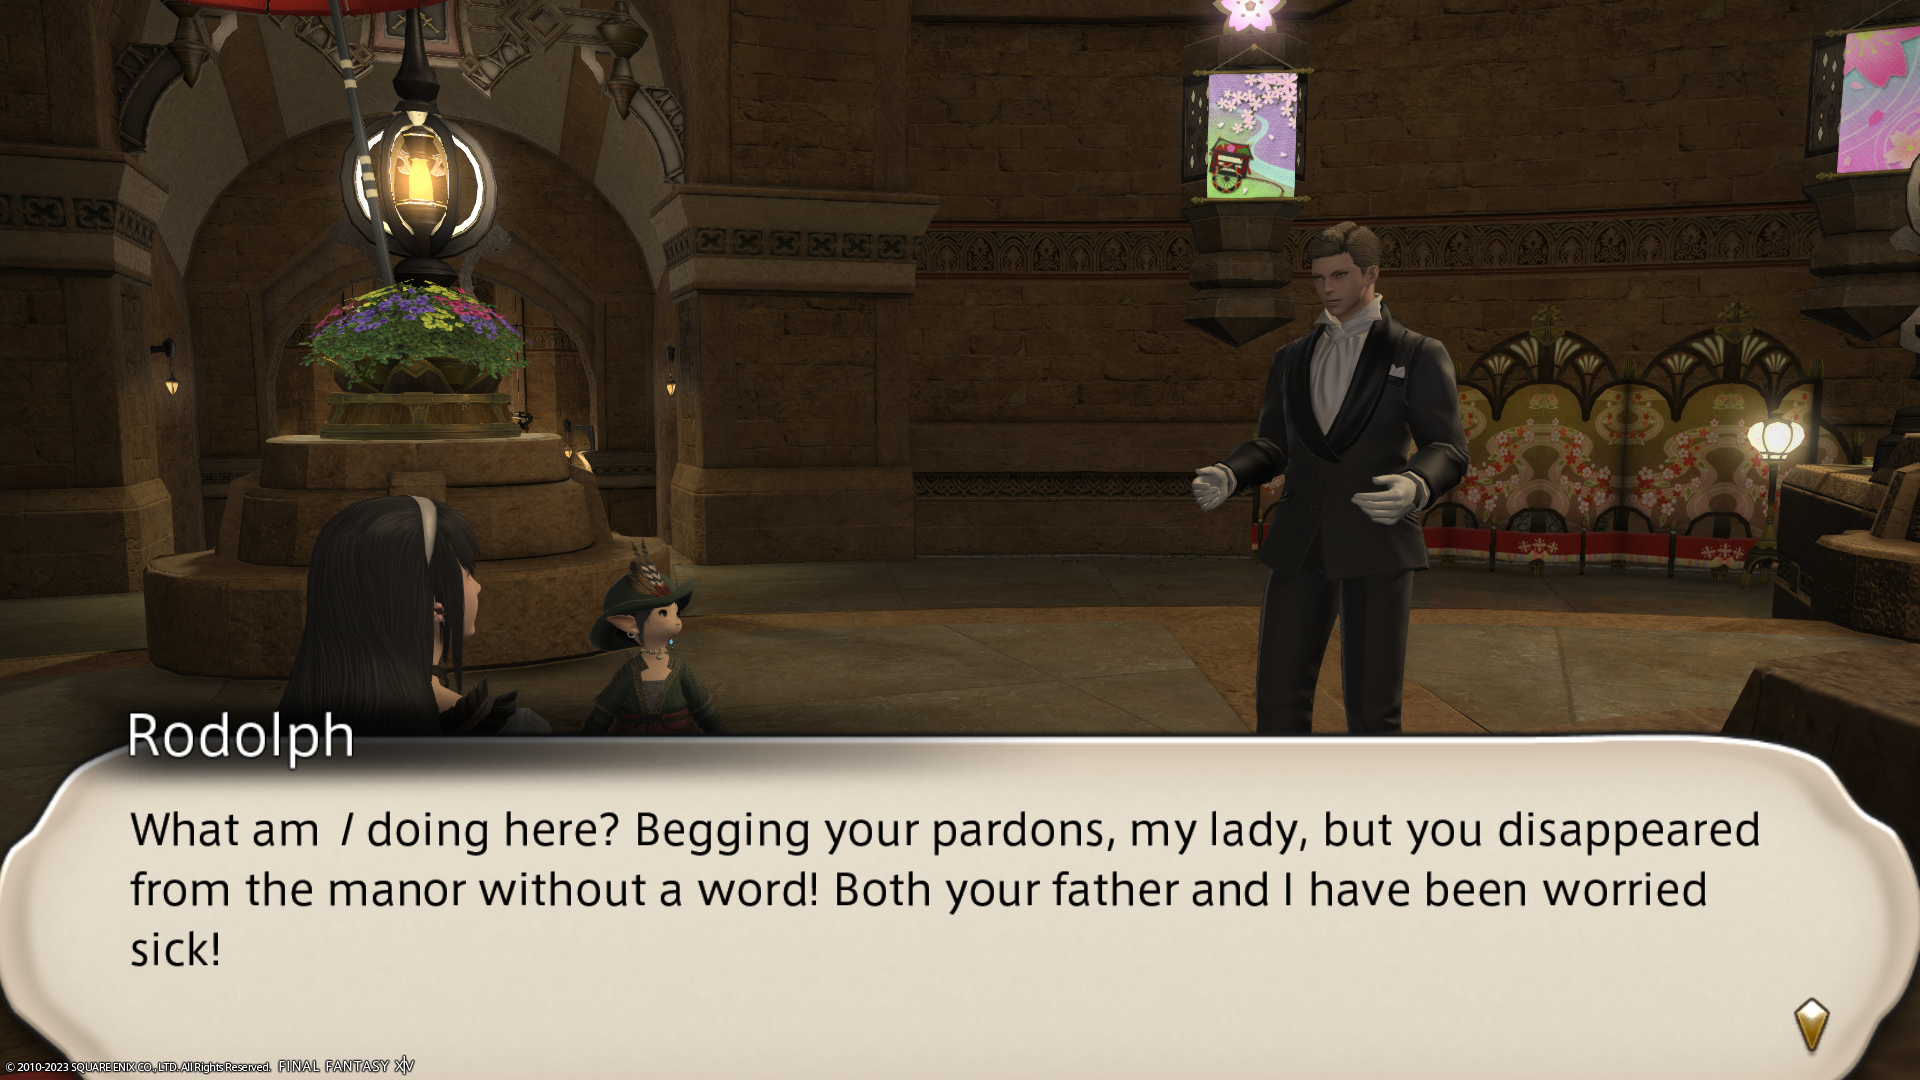 Rodolph
What am I doing here? Begging your pardons, my lady, but you disappeared
from the manor without a word! Both your father and I have been worried
sick!
© 2010-2023 SQUARE ENIX CO., LTD. All Rights Reserved. FINAL FANTASY XIV